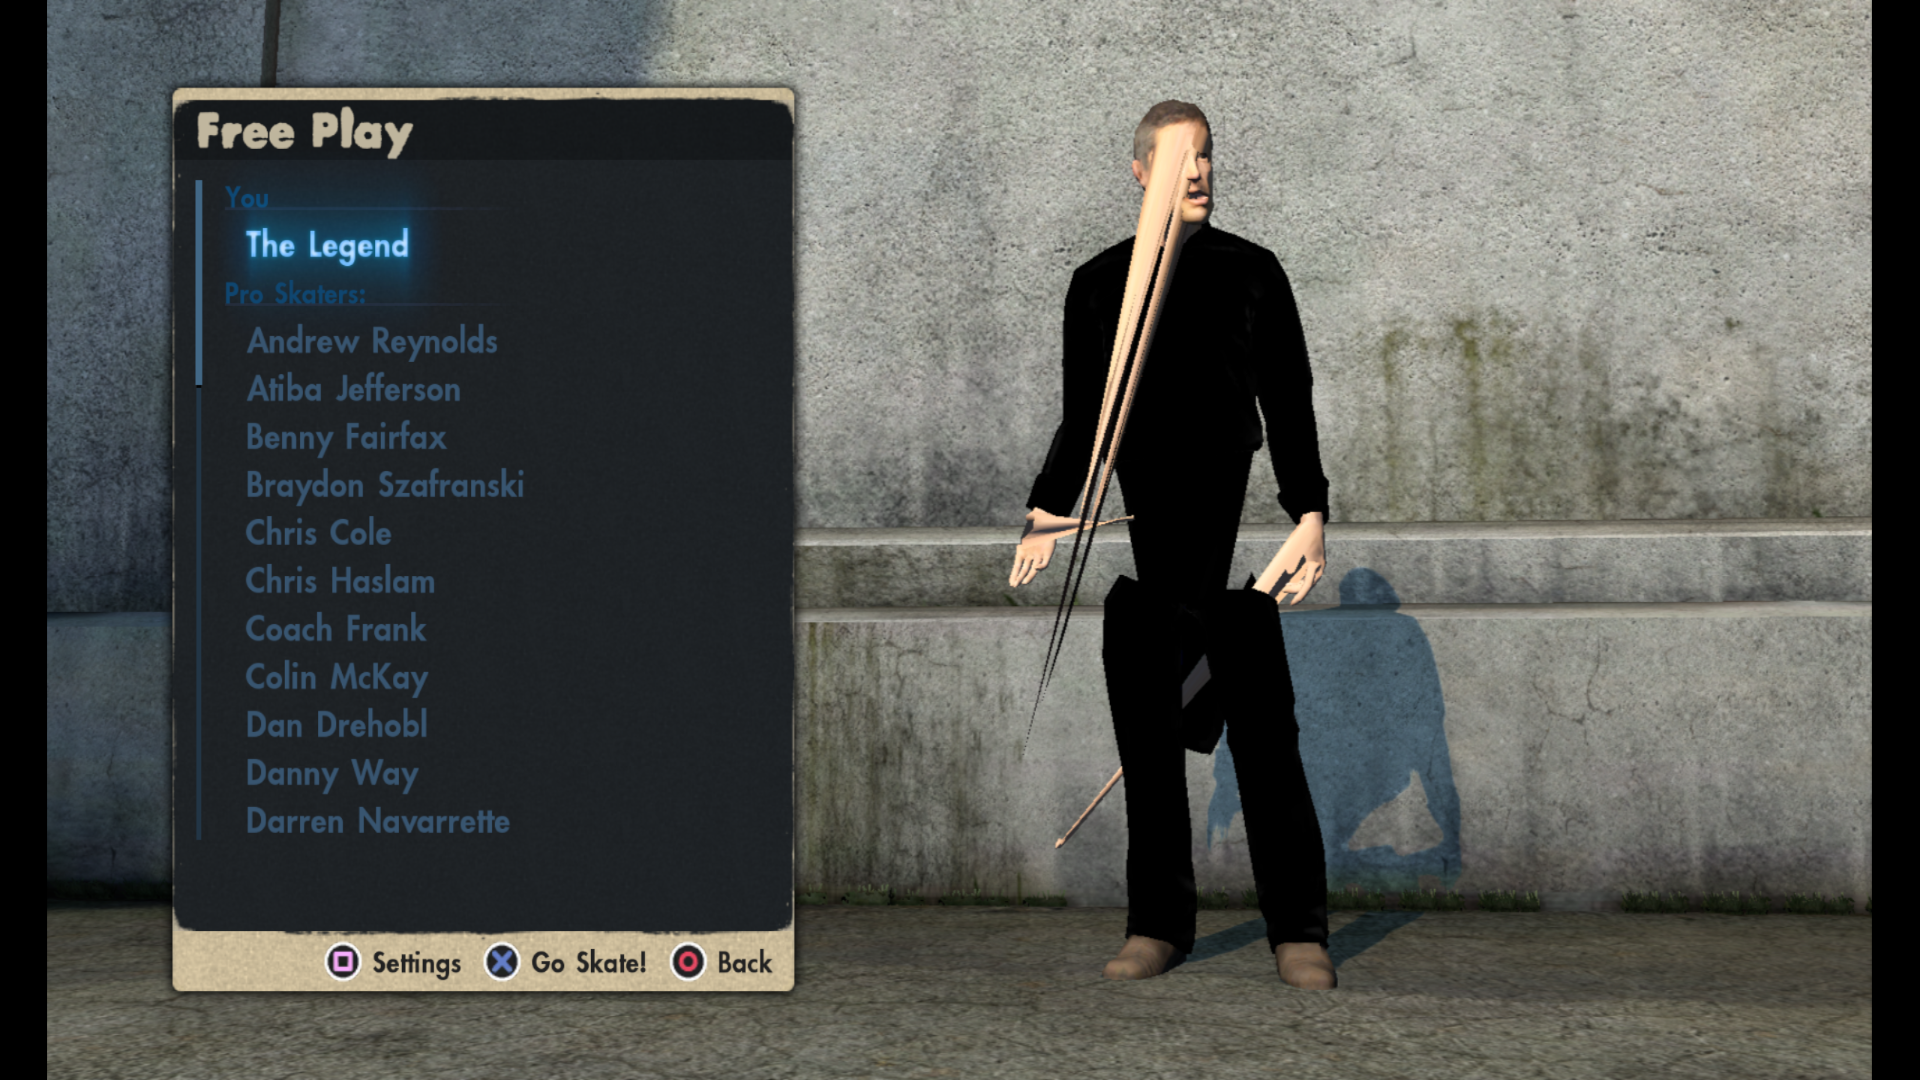 Free Play
You
The Legend
Pro Skaters:
Andrew Reynolds
Atiba Jefferson
Benny Fairfax
Braydon Szafranski
Chris Cole
Chris Haslam
Coach Frank
Colin McKay
Dan Drehobl
Danny Way
Darren Navarrette
Settings Go Skate! Back